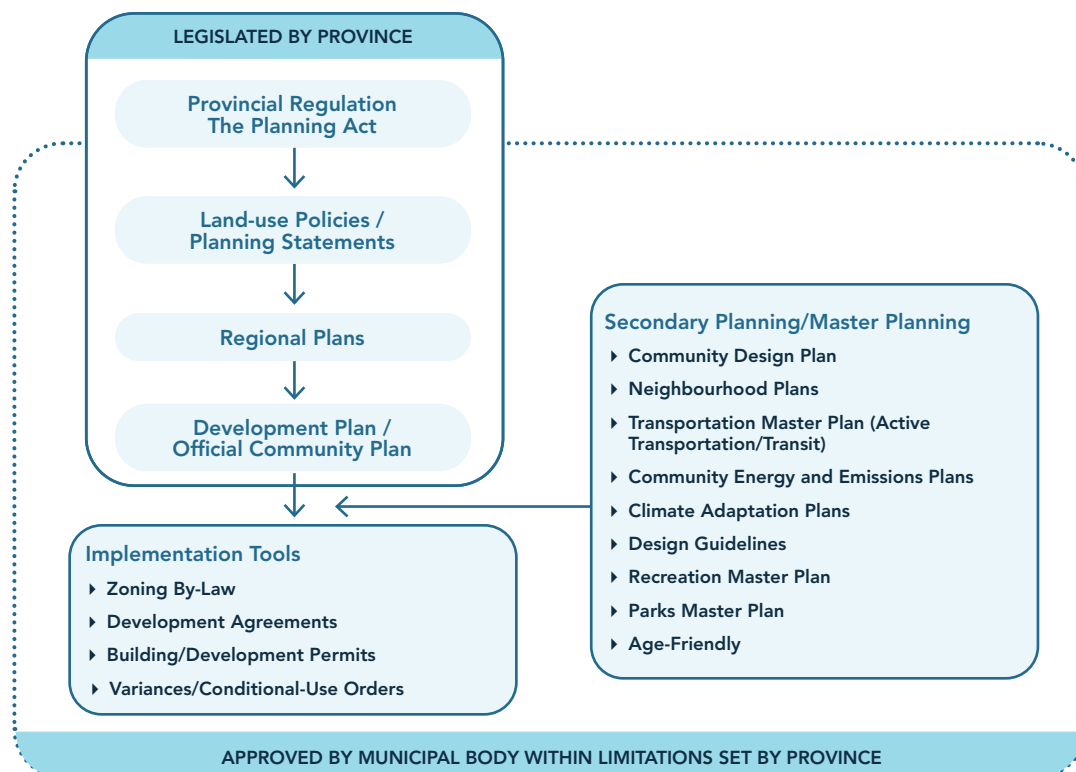 LEGISLATED BY PROVINCE
Provincial Regulation
The Planning Act
Land-use Policies /
Planning Statements
Regional Plans
Development Plan /
Official Community Plan
Implementation Tools
Zoning By-Law
Development Agreements
Building/Development Permits
Variances/Conditional-Use Orders
Secondary Planning/Master Planning
Community Design Plan
Neighbourhood Plans
Transportation Master Plan (Active
Transportation/Transit)
Community Energy and Emissions Plans
Climate Adaptation Plans
Design Guidelines
Recreation Master Plan
Parks Master Plan
Age-Friendly
APPROVED BY MUNICIPAL BODY WITHIN LIMITATIONS SET BY PROVINCE